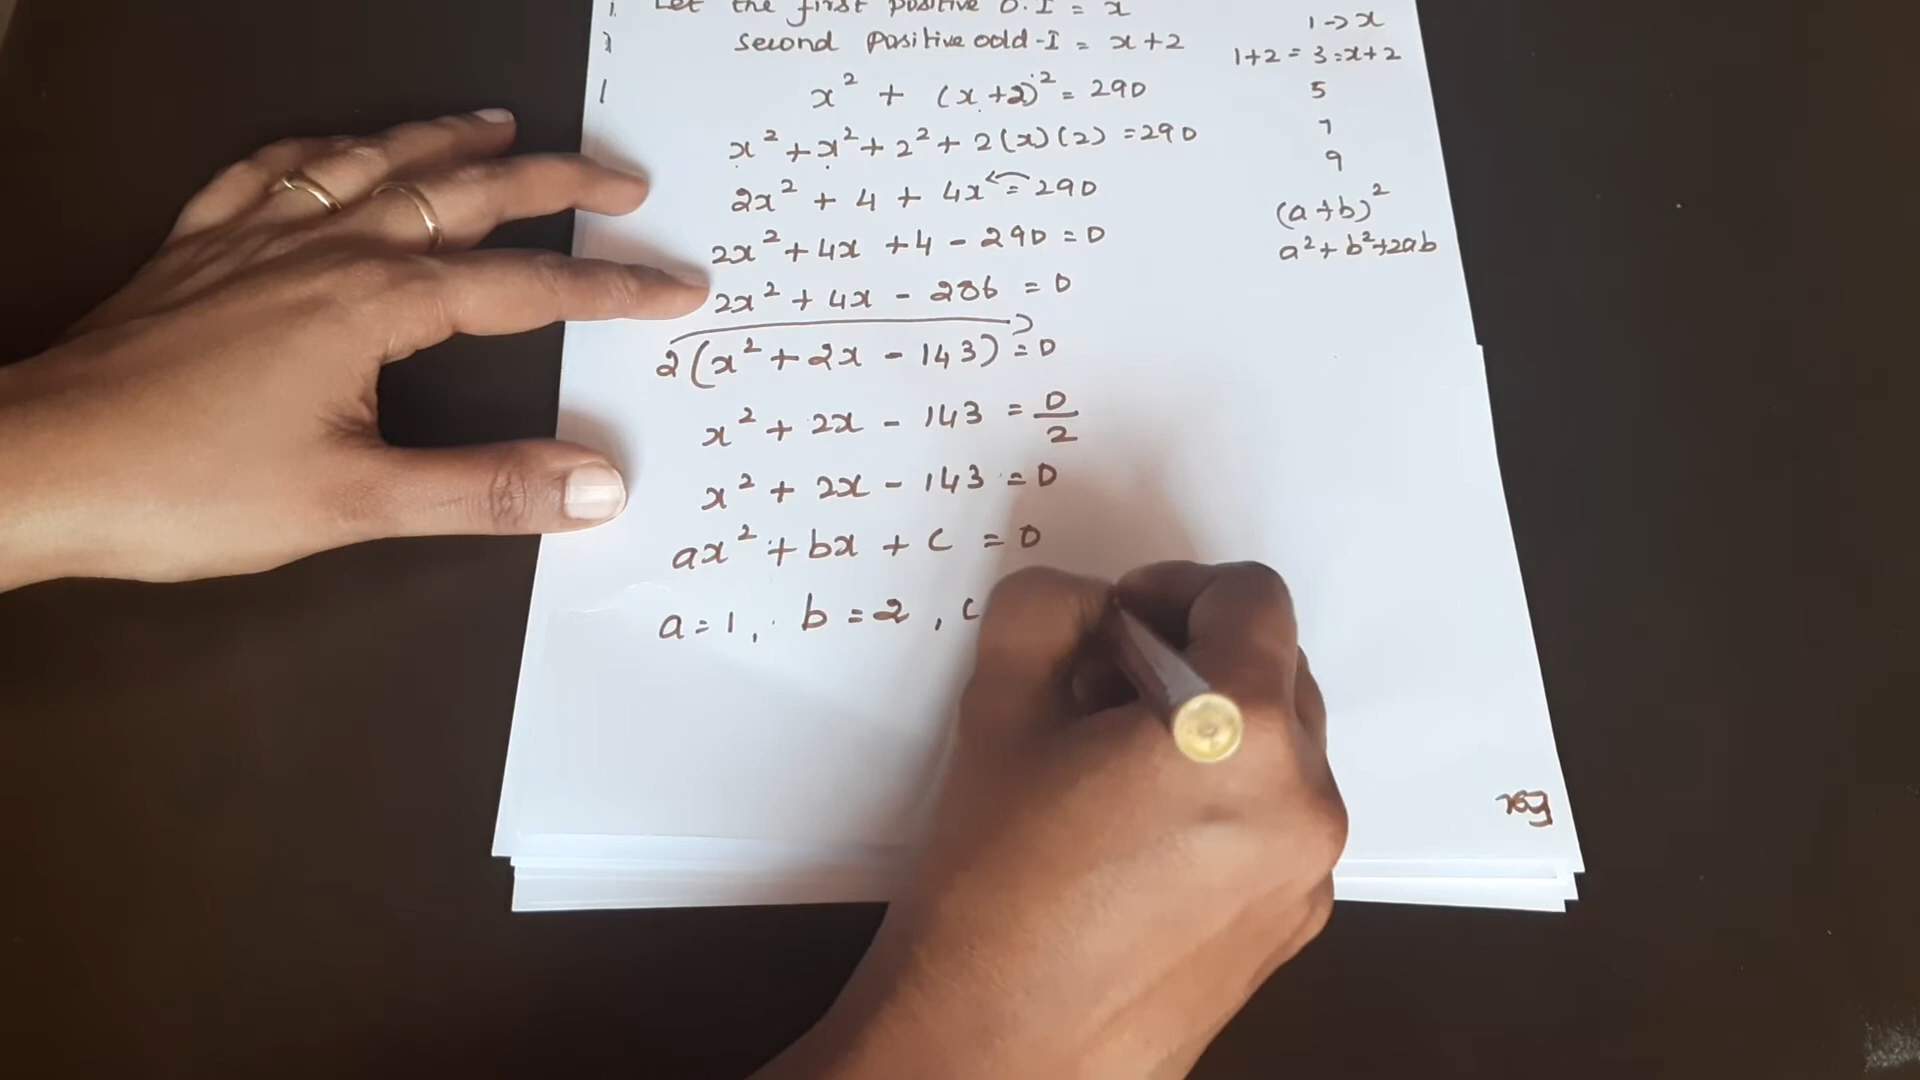 Let the first positive O.I = x
Second Positive odd-I = x+2
x² + (x+2)² = 290
x² + x² + 2² + 2(x)(2) = 290
2x² + 4 + 4x = 290
2x² + 4x + 4 - 290 = 0
2x² + 4x - 286 = 0
2(x² + 2x - 143) = 0
x² + 2x - 143 = 0/2
x² + 2x - 143 = 0
ax² + bx + c = 0
a=1, b=2, c
1->x
1+2 = 3 = x+2
5
7
9
(a+b)²
a²+b²+2ab